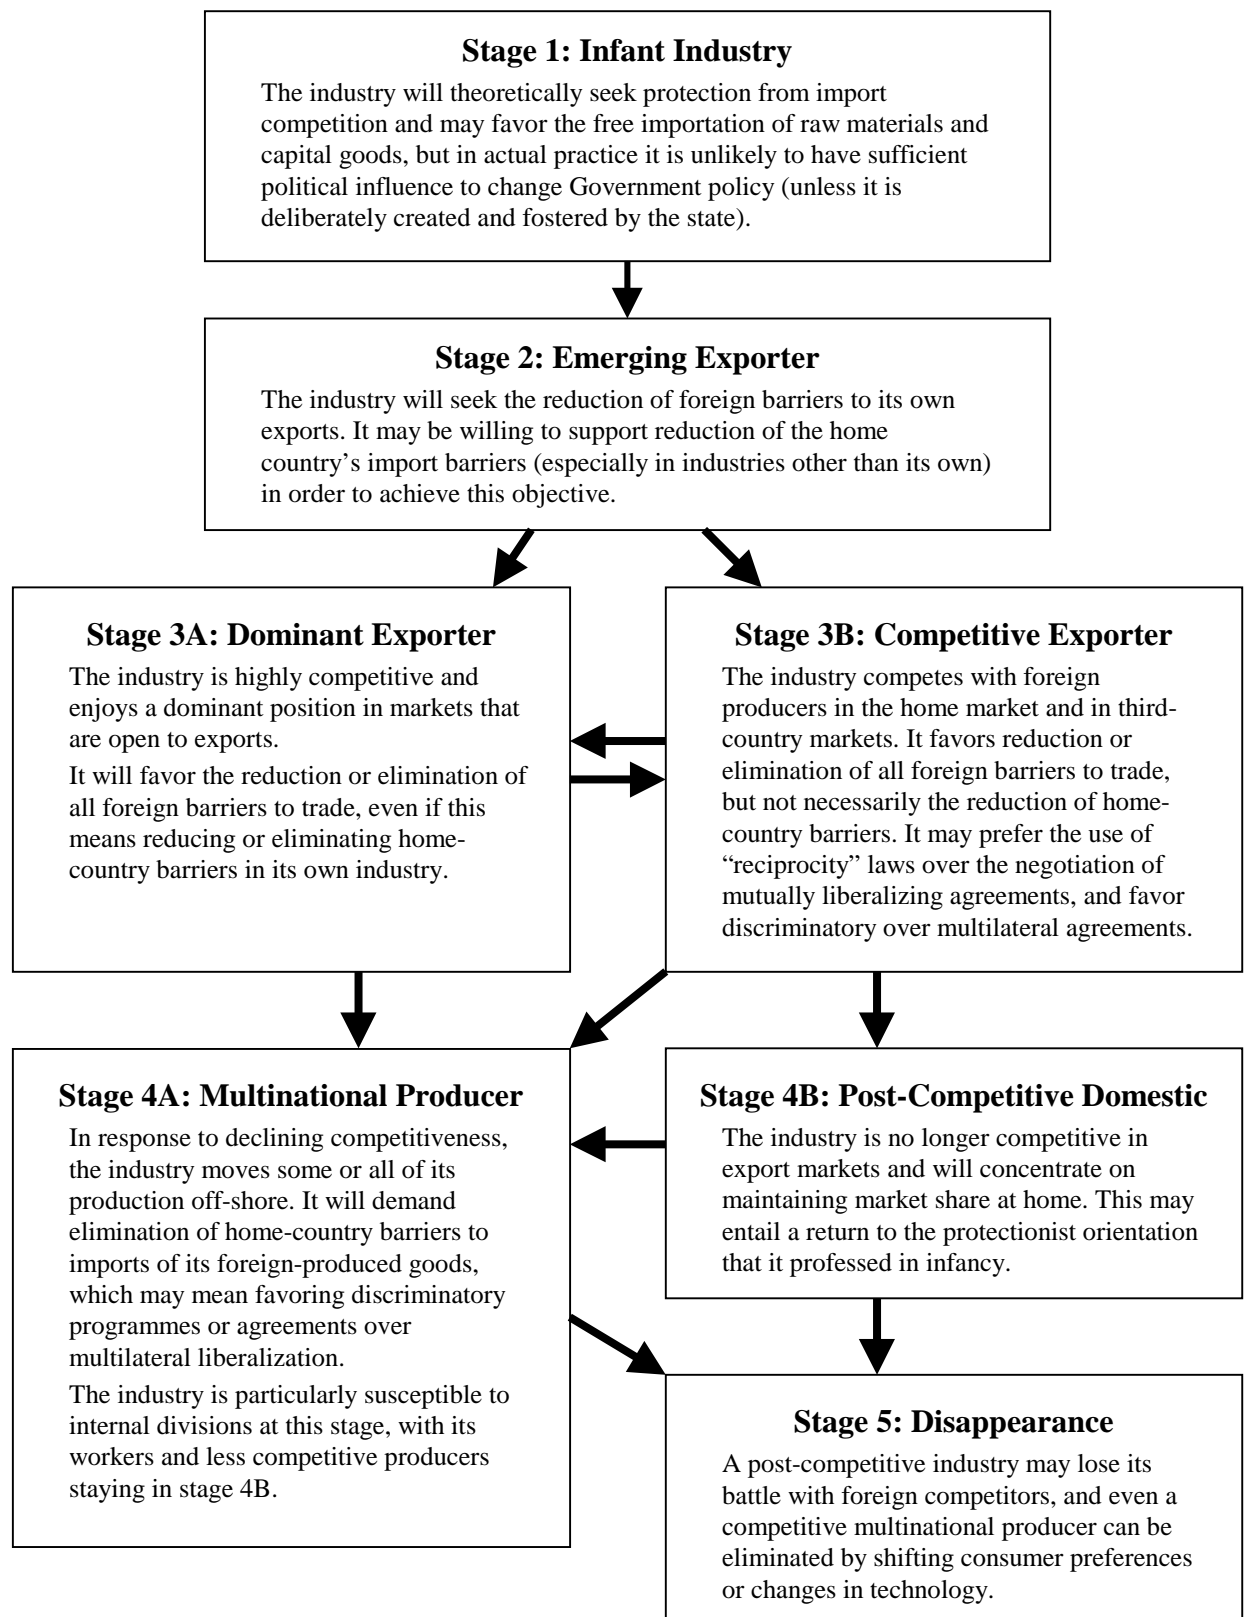 Stage 1: Infant Industry
The industry will theoretically seek protection from import
competition and may favor the free importation of raw materials and
capital goods, but in actual practice it is unlikely to have sufficient
political influence to change Government policy (unless it is
deliberately created and fostered by the state).
Stage 2: Emerging Exporter
The industry will seek the reduction of foreign barriers to its own
exports. It may be willing to support reduction of the home
country’s import barriers (especially in industries other than its own)
in order to achieve this objective.
Stage 3A: Dominant Exporter
The industry is highly competitive and
enjoys a dominant position in markets that
are open to exports.
It will favor the reduction or elimination of
all foreign barriers to trade, even if this
means reducing or eliminating home-
country barriers in its own industry.
Stage 3B: Competitive Exporter
The industry competes with foreign
producers in the home market and in third-
country markets. It favors reduction or
elimination of all foreign barriers to trade,
but not necessarily the reduction of home-
country barriers. It may prefer the use of
“reciprocity” laws over the negotiation of
mutually liberalizing agreements, and favor
discriminatory over multilateral agreements.
Stage 4A: Multinational Producer
In response to declining competitiveness,
the industry moves some or all of its
production off-shore. It will demand
elimination of home-country barriers to
imports of its foreign-produced goods,
which may mean favoring discriminatory
programmes or agreements over
multilateral liberalization.
The industry is particularly susceptible to
internal divisions at this stage, with its
workers and less competitive producers
staying in stage 4B.
Stage 4B: Post-Competitive Domestic
The industry is no longer competitive in
export markets and will concentrate on
maintaining market share at home. This may
entail a return to the protectionist orientation
that it professed in infancy.
Stage 5: Disappearance
A post-competitive industry may lose its
battle with foreign competitors, and even a
competitive multinational producer can be
eliminated by shifting consumer preferences
or changes in technology.